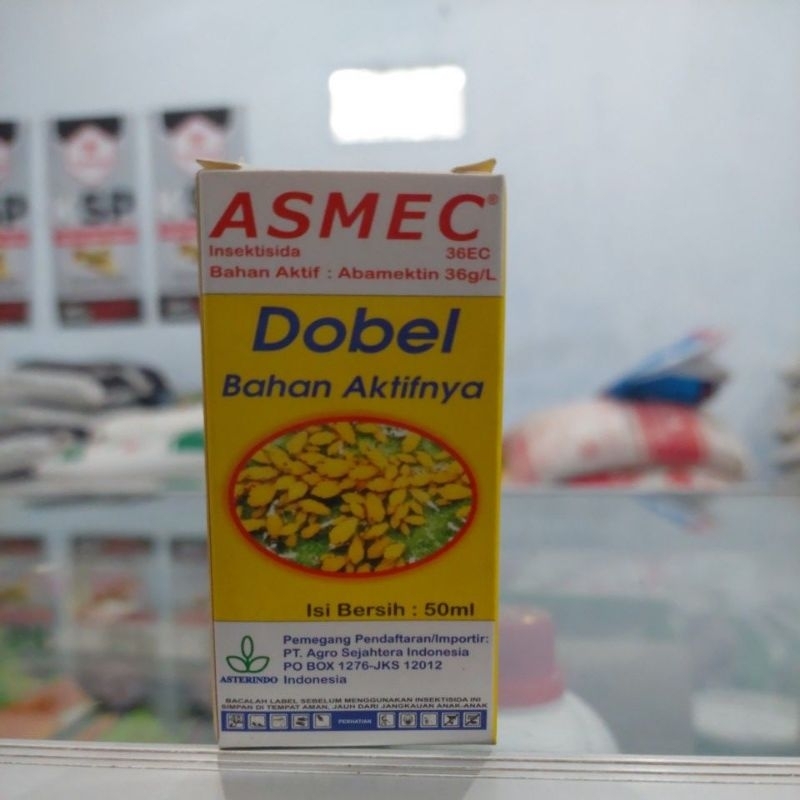 ASMEC®
Insektisida 36EC
Bahan Aktif : Abamektin 36g/L
Dobel
Bahan Aktifnya
Isi Bersih : 50ml
Pemegang Pendaftaran/Importir:
PT. Agro Sejahtera Indonesia
PO BOX 1276-JKS 12012
Indonesia
ASTERINDO
BACALAH LABEL SEBELUM MENGGUNAKAN INSEKTISIDA INI
SIMPAN DI TEMPAT AMAN, JAUH DARI JANGKAUAN ANAK-ANAK
PERHATIAN
SP
KSP